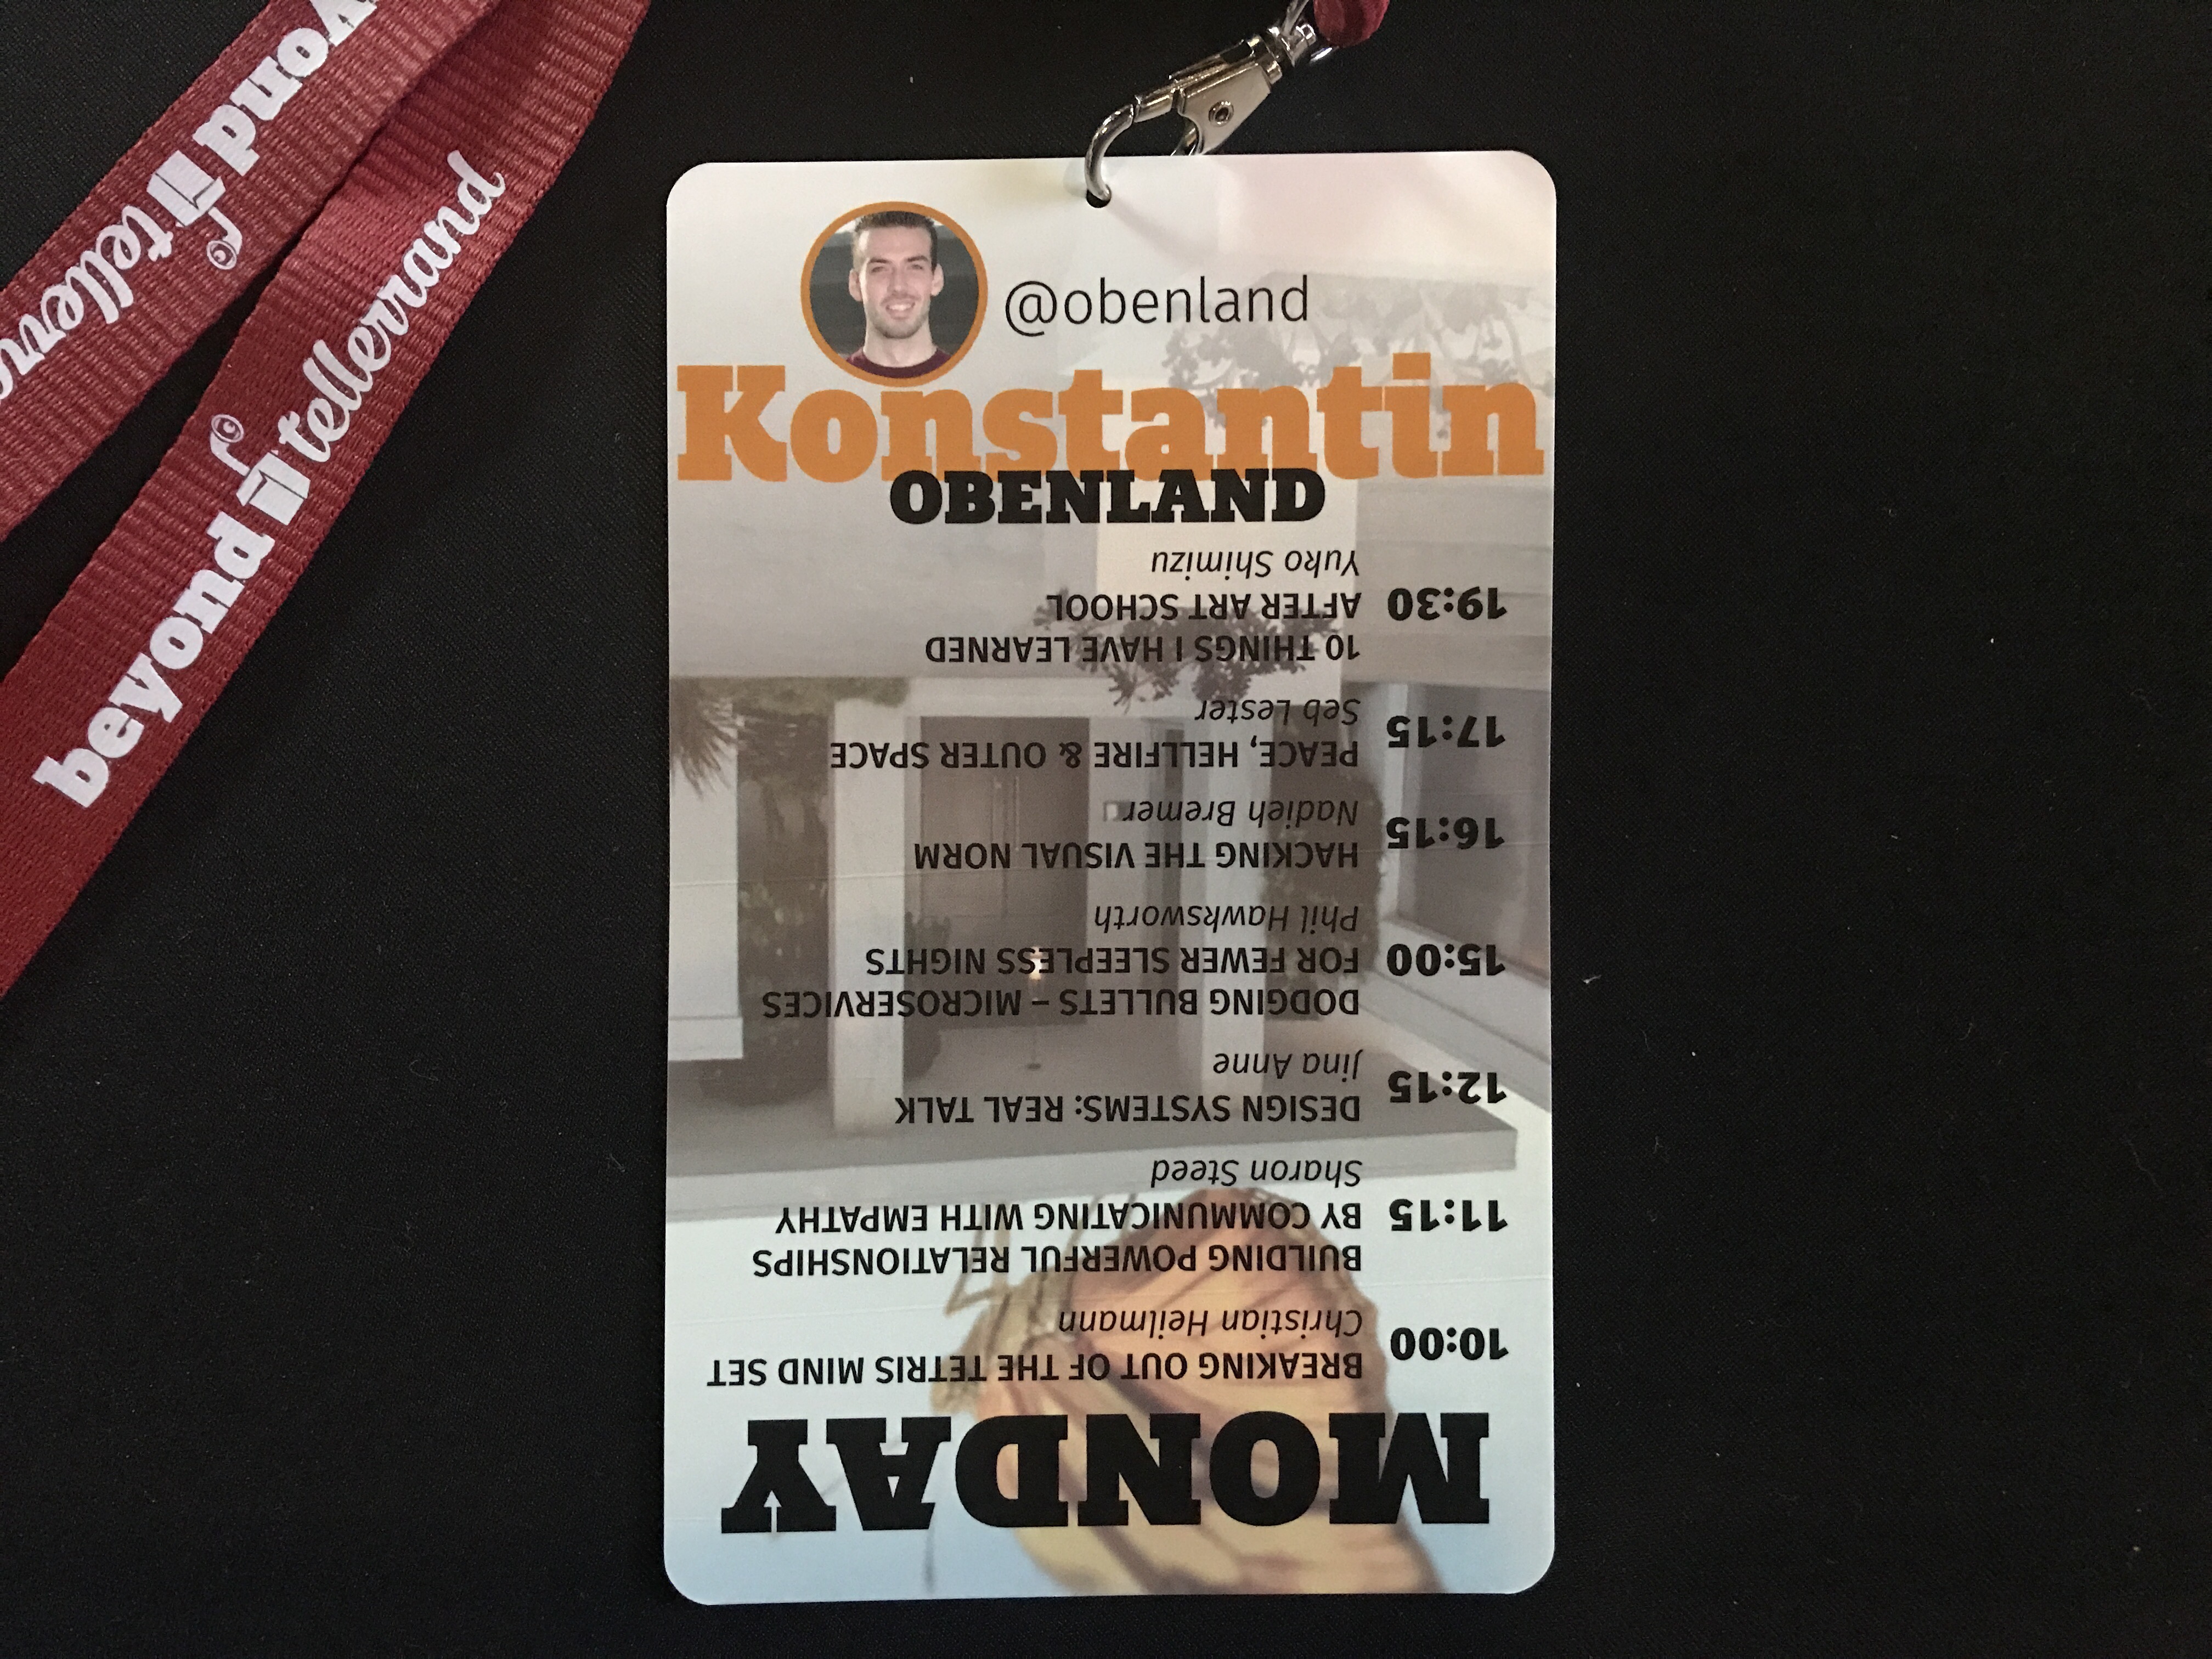 @obenland
Konstantin
OBENLAND
MONDAY
10:00 BREAKING OUT OF THE TETRIS MIND SET
Christian Heilmann
BUILDING POWERFUL RELATIONSHIPS
11:15 BY COMMUNICATING WITH EMPATHY
Sharon Steed
12:15 DESIGN SYSTEMS: REAL TALK
Jina Anne
DODGING BULLETS – MICROSERVICES
15:00 FOR FEWER SLEEPLESS NIGHTS
Phil Hawksworth
16:15 HACKING THE VISUAL NORM
Nadieh Bremer
17:15 PEACE, HELLFIRE & OUTER SPACE
Seb Lester
10 THINGS I HAVE LEARNED
19:30 AFTER ART SCHOOL
Yuko Shimizu
beyond tellerrand
yond tellerra